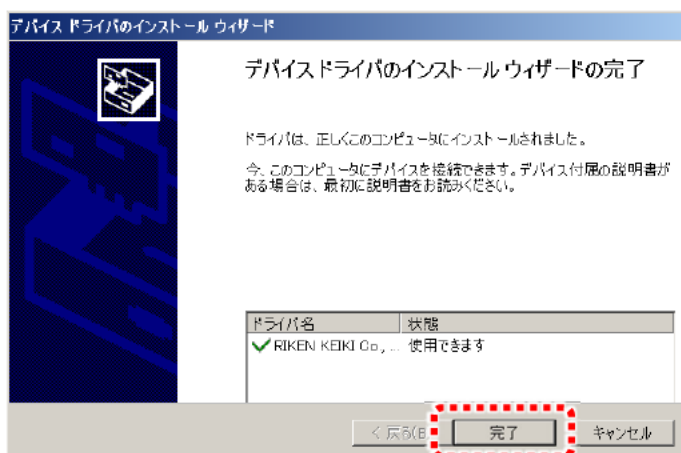 デバイス ドライバのインストール ウィザード
デバイス ドライバのインストール ウィザードの完了
ドライバは、正しくこのコンピュータにインストールされました。
今、このコンピュータにデバイスを接続できます。デバイス付属の説明書が
ある場合は、最初に説明書をお読みください。
ドライバ名 状態
RIKEN KEIKI Co, ... 使用できます
< 戻る(B 完了 キャンセル